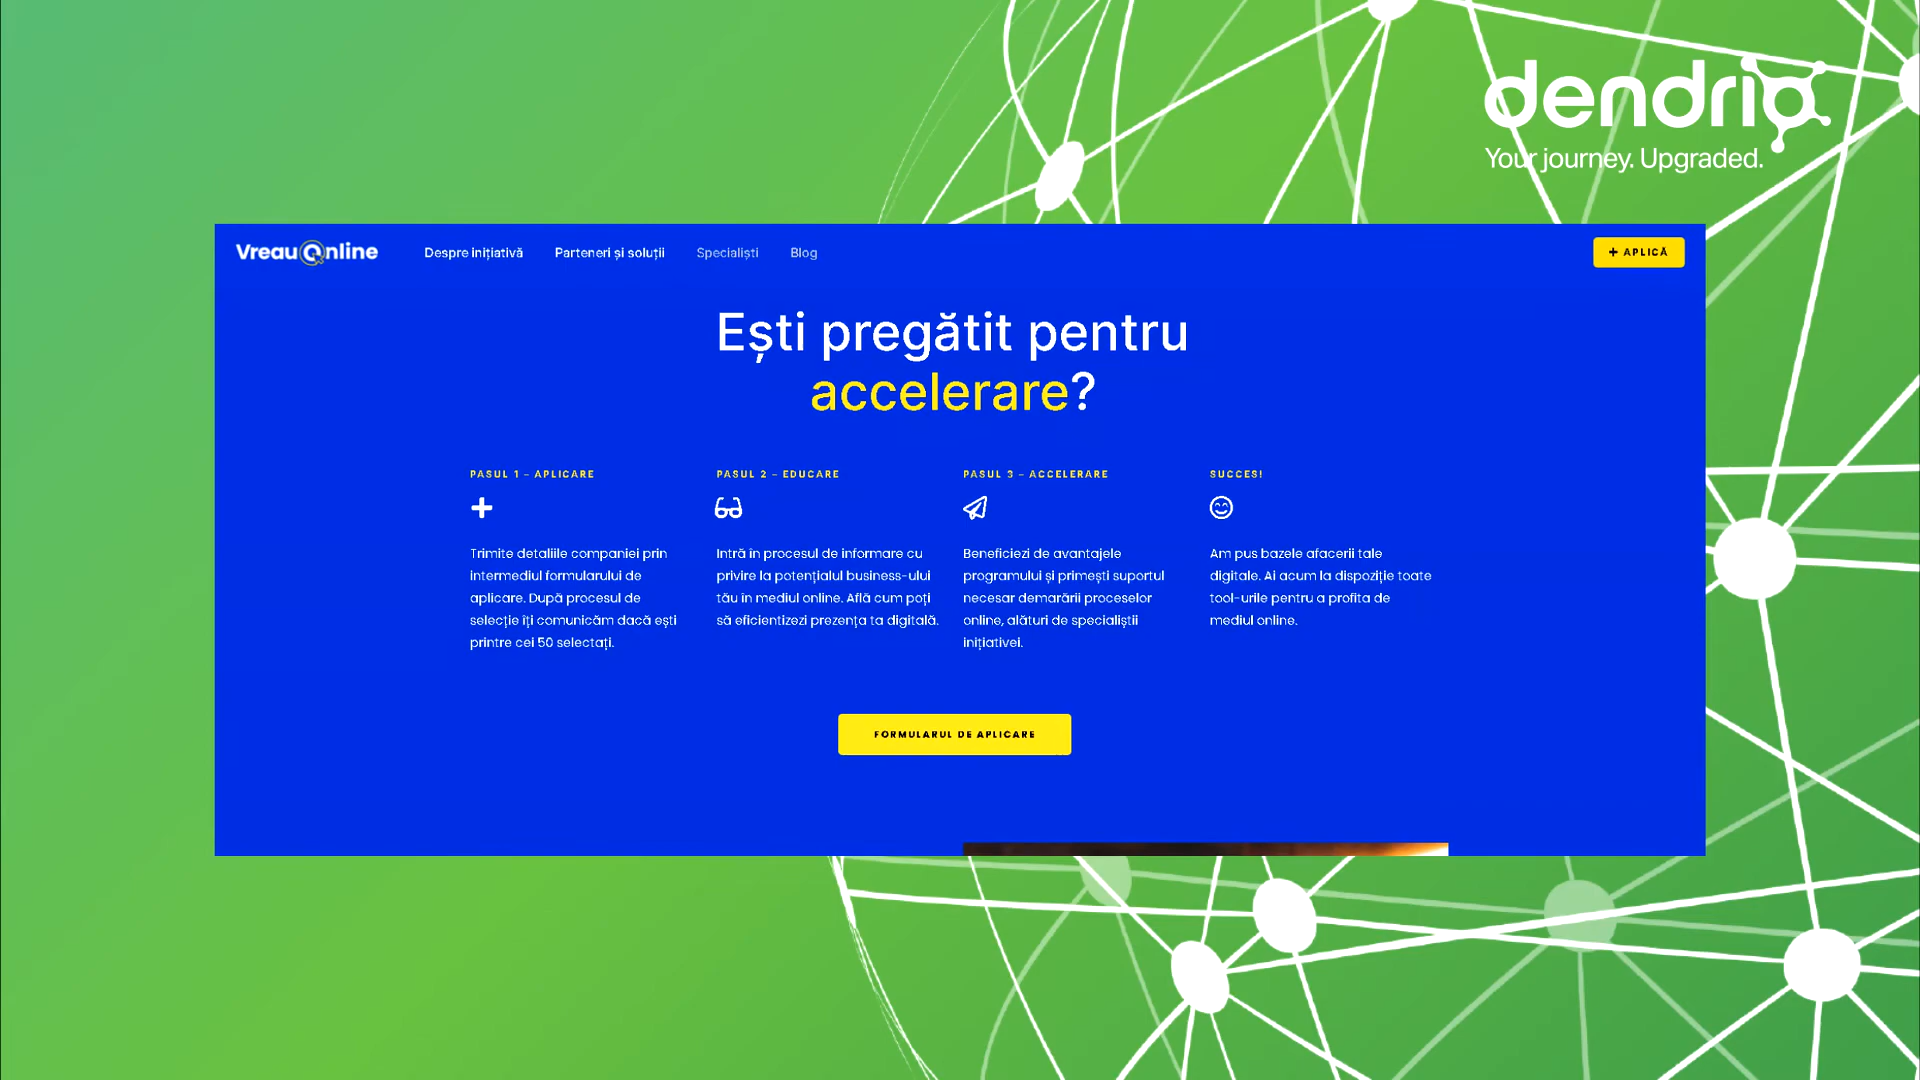 dendrio
Your journey. Upgraded.
VreauOnline
Despre inițiativă
Parteneri și soluții
Specialiști
Blog
+ APLICĂ
Ești pregătit pentru
accelerare?
PASUL 1 – APLICARE
Trimite detaliile companiei prin
intermediul formularului de
aplicare. După procesul de
selecție îți comunicăm dacă ești
printre cei 50 selectați.
PASUL 2 – EDUCARE
Intră în procesul de informare cu
privire la potențialul business-ului
tău în mediul online. Află cum poți
să eficientizezi prezența ta digitală.
PASUL 3 – ACCELERARE
Beneficiezi de avantajele
programului și primești suportul
necesar demarării proceselor
online, alături de specialiștii
inițiativei.
SUCCES!
Am pus bazele afacerii tale
digitale. Ai acum la dispoziție toate
tool-urile pentru a profita de
mediul online.
FORMULARUL DE APLICARE